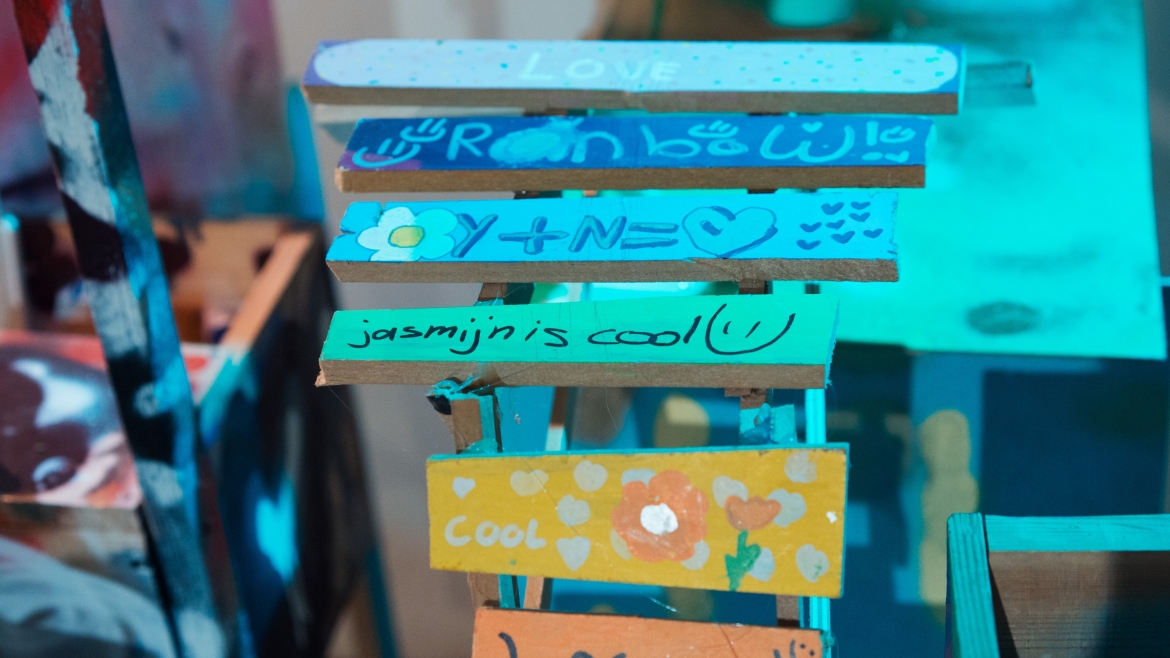 LOVE
Ranbow!
Y+N=
jasmijn is cool
COOL